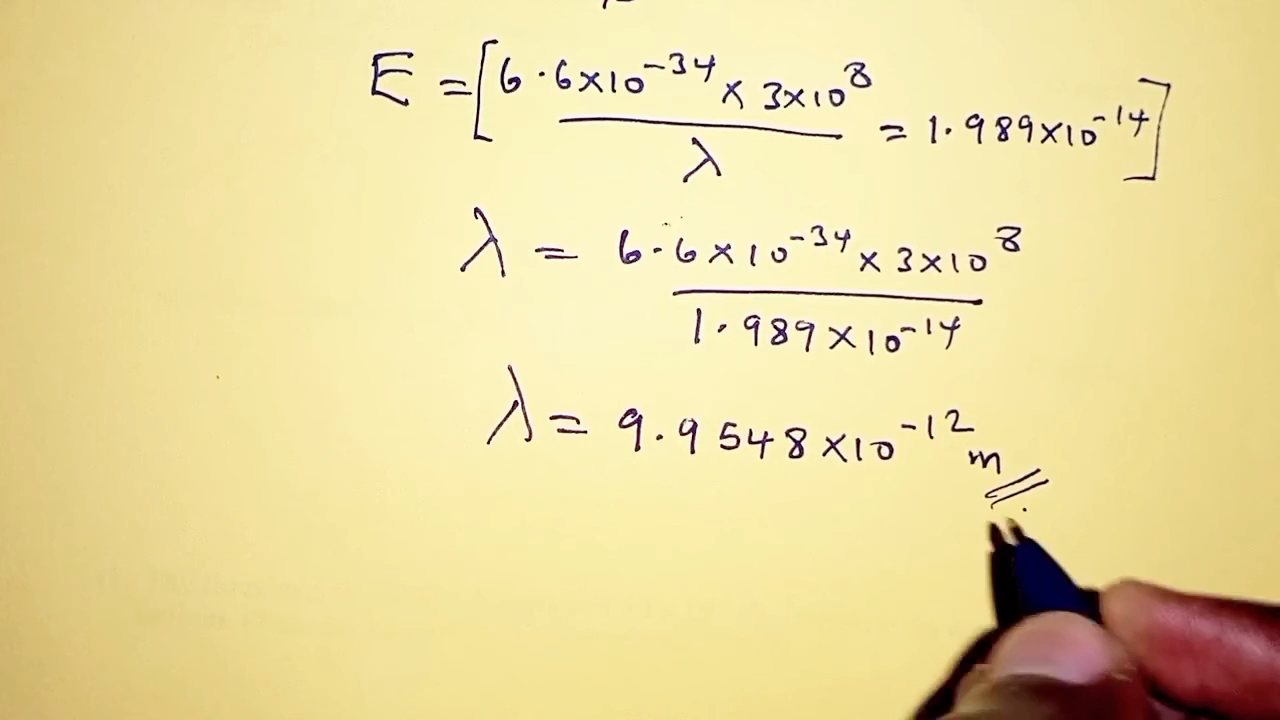 E = [6.6×10⁻³⁴ × 3×10⁸
= 1.989×10⁻¹⁴]
λ
λ = 6.6×10⁻³⁴ × 3×10⁸
1.989×10⁻¹⁴
λ = 9.9548×10⁻¹² m